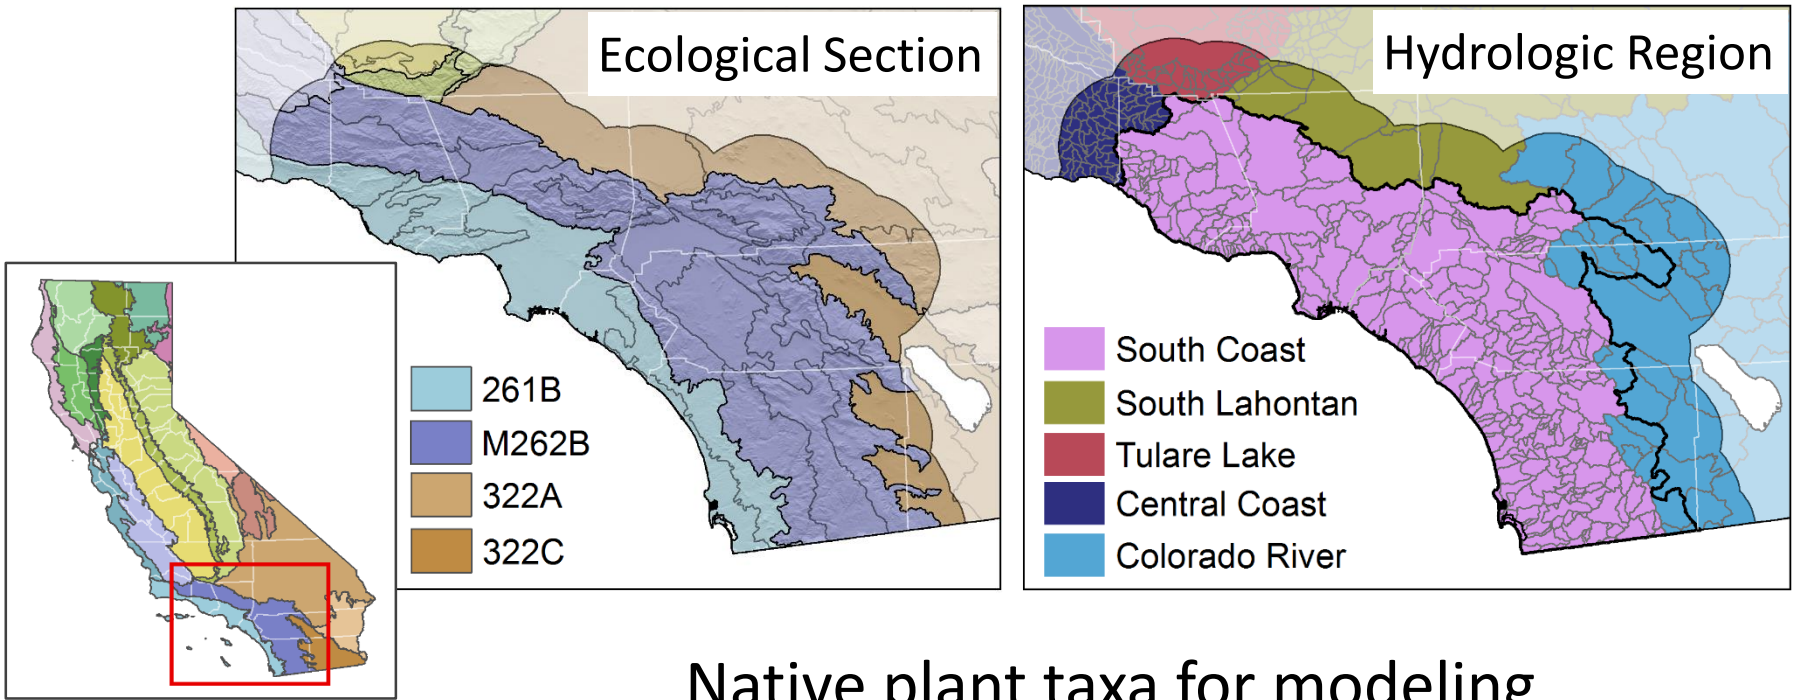 Ecological Section
261B
M262B
322A
322C
Hydrologic Region
South Coast
South Lahontan
Tulare Lake
Central Coast
Colorado River
Native plant taxa for modeling